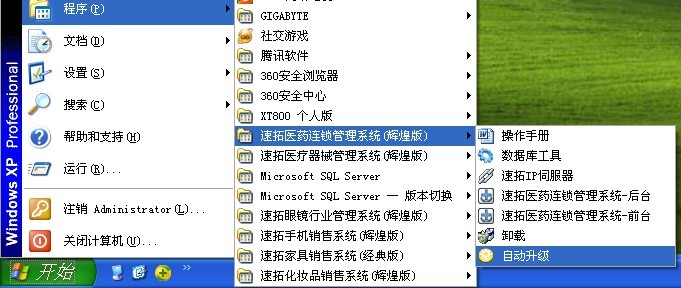 程序(P)
文档(D)
设置(S)
搜索(C)
帮助和支持(H)
运行(R)...
注销 Administrator(L)...
关闭计算机(U)...
Windows XP Professional
开始
GIGABYTE
社交游戏
腾讯软件
360安全浏览器
360安全中心
XT800 个人版
速拓医药连锁管理系统(辉煌版)
速拓医疗器械管理系统(辉煌版)
Microsoft SQL Server
Microsoft SQL Server — 版本切换
速拓眼镜行业管理系统(辉煌版)
速拓手机销售系统(辉煌版)
速拓家具销售系统(经典版)
速拓化妆品销售系统(辉煌版)
操作手册
数据库工具
速拓IP伺服器
速拓医药连锁管理系统-后台
速拓医药连锁管理系统-前台
卸载
自动升级